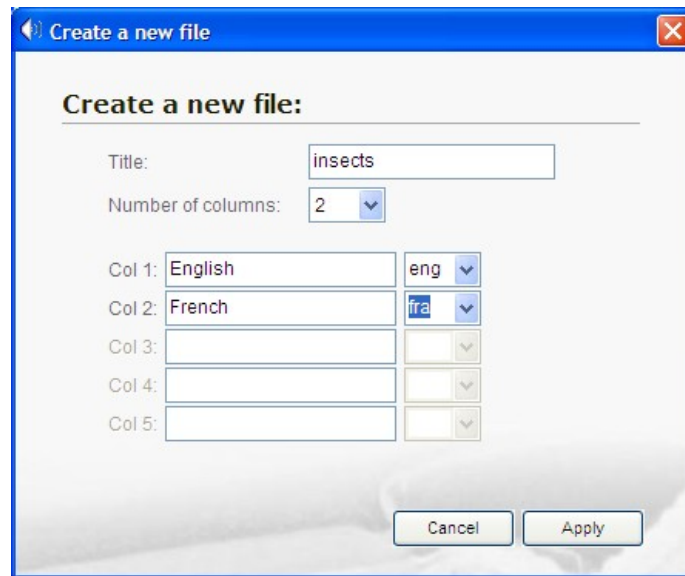 Create a new file
Create a new file:
Title: insects
Number of columns: 2
Col 1: English eng
Col 2: French fra
Col 3:
Col 4:
Col 5:
Cancel Apply